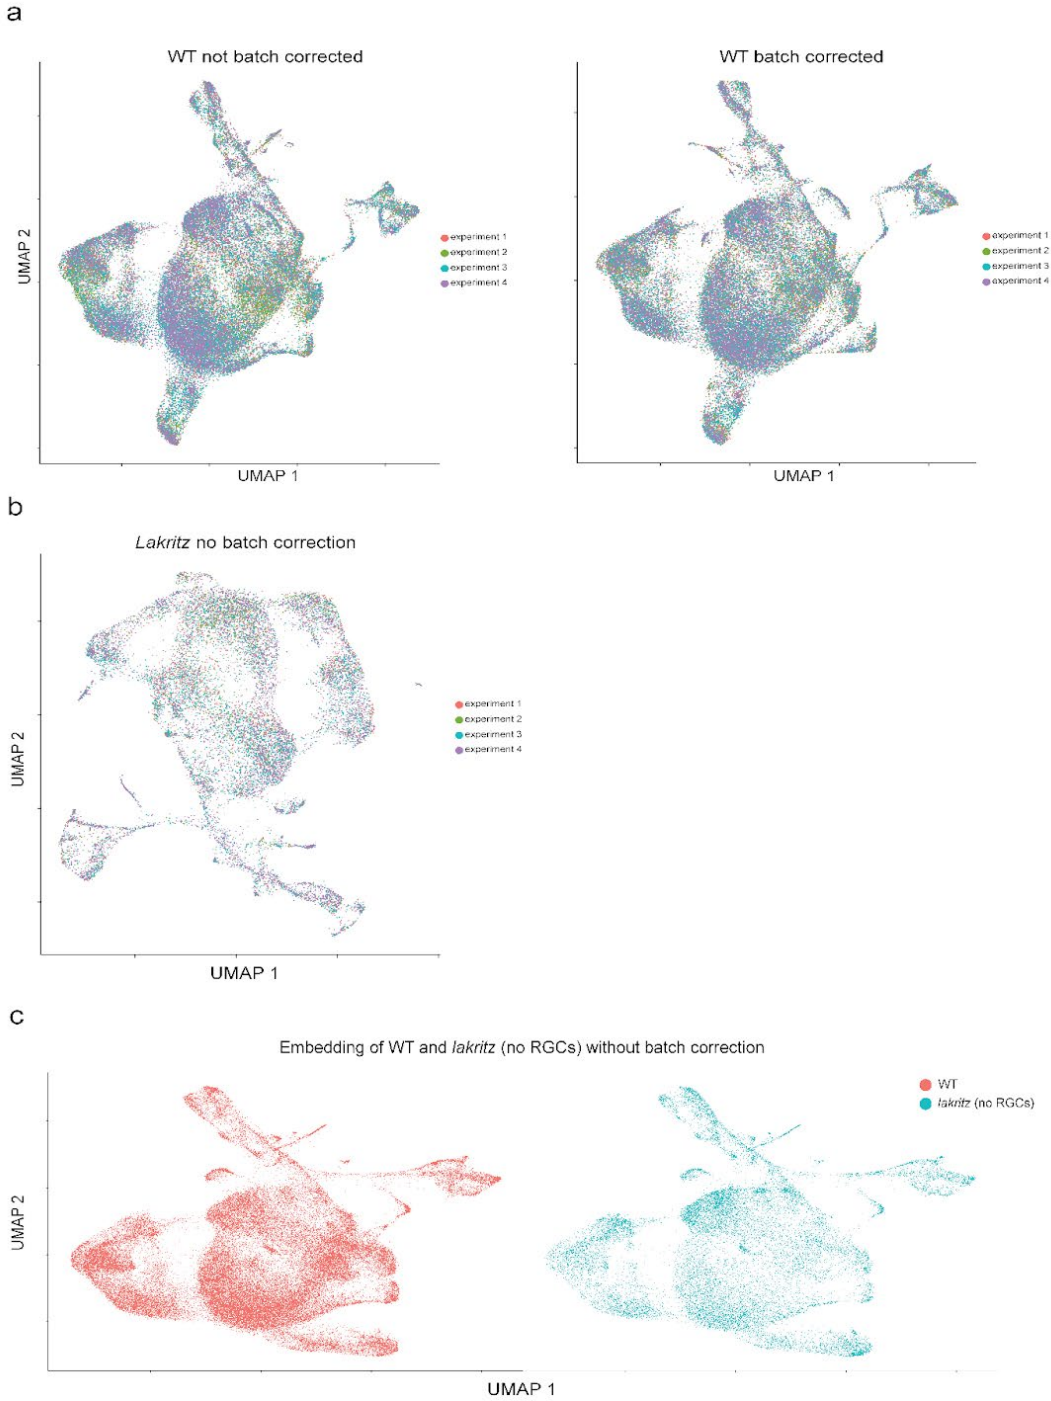 a
WT not batch corrected
WT batch corrected
UMAP 2
experiment 1
experiment 2
experiment 3
experiment 4
experiment 1
experiment 2
experiment 3
experiment 4
UMAP 1
UMAP 1
b
Lakritz no batch correction
UMAP 2
experiment 1
experiment 2
experiment 3
experiment 4
UMAP 1
c
Embedding of WT and lakritz (no RGCs) without batch correction
WT
lakritz (no RGCs)
UMAP 2
UMAP 1